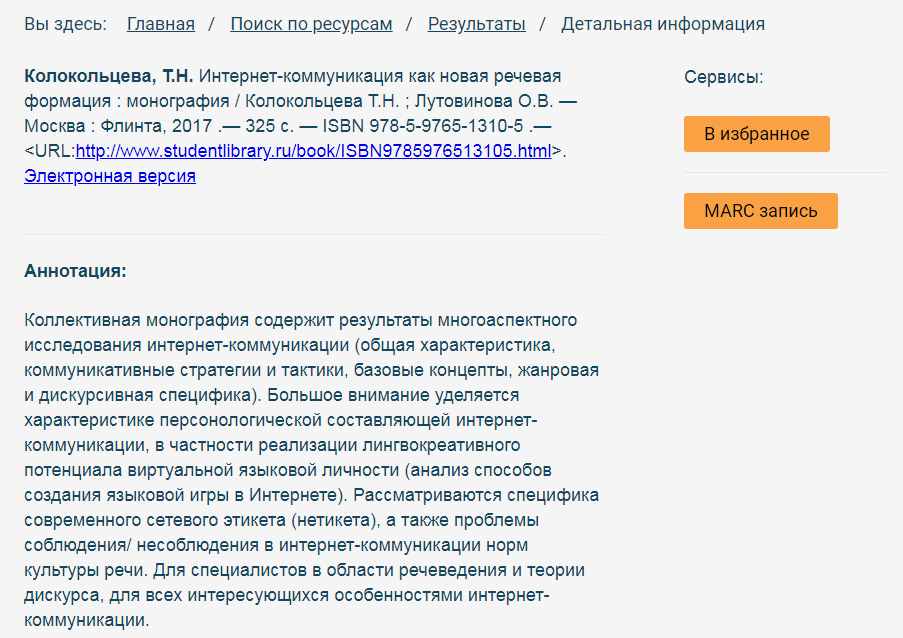 Вы здесь: Главная / Поиск по ресурсам / Результаты / Детальная информация
Колокольцева, Т.Н. Интернет-коммуникация как новая речевая
формация : монография / Колокольцева Т.Н. ; Лутовинова О.В. —
Москва : Флинта, 2017 .— 325 с. — ISBN 978-5-9765-1310-5 .—
<URL:http://www.studentlibrary.ru/book/ISBN9785976513105.html>.
Электронная версия
Сервисы:
В избранное
MARC запись
Аннотация:
Коллективная монография содержит результаты многоаспектного
исследования интернет-коммуникации (общая характеристика,
коммуникативные стратегии и тактики, базовые концепты, жанровая
и дискурсивная специфика). Большое внимание уделяется
характеристике персонологической составляющей интернет-
коммуникации, в частности реализации лингвокреативного
потенциала виртуальной языковой личности (анализ способов
создания языковой игры в Интернете). Рассматриваются специфика
современного сетевого этикета (нетикета), а также проблемы
соблюдения/ несоблюдения в интернет-коммуникации норм
культуры речи. Для специалистов в области речеведения и теории
дискурса, для всех интересующихся особенностями интернет-
коммуникации.